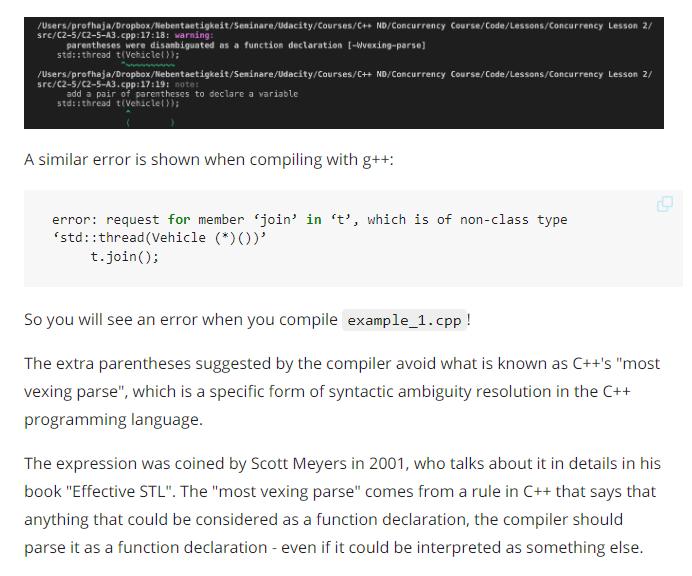 /Users/profhaja/Dropbox/Nebentaetigkeit/Seminare/Udacity/Courses/C++ ND/Concurrency Course/Code/Lessons/Concurrency Lesson 2/
src/C2-5/C2-5-A3.cpp:17:18: warning:
parentheses were disambiguated as a function declaration [-Wvexing-parse]
std::thread t(Vehicle());
^~~~~~~~~~~
/Users/profhaja/Dropbox/Nebentaetigkeit/Seminare/Udacity/Courses/C++ ND/Concurrency Course/Code/Lessons/Concurrency Lesson 2/
src/C2-5/C2-5-A3.cpp:17:19: note:
add a pair of parentheses to declare a variable
std::thread t(Vehicle());
^
( )
A similar error is shown when compiling with g++:
error: request for member ‘join’ in ‘t’, which is of non-class type
‘std::thread(Vehicle (*)())’
t.join();
So you will see an error when you compile example_1.cpp!
The extra parentheses suggested by the compiler avoid what is known as C++'s "most
vexing parse", which is a specific form of syntactic ambiguity resolution in the C++
programming language.
The expression was coined by Scott Meyers in 2001, who talks about it in details in his
book "Effective STL". The "most vexing parse" comes from a rule in C++ that says that
anything that could be considered as a function declaration, the compiler should
parse it as a function declaration - even if it could be interpreted as something else.